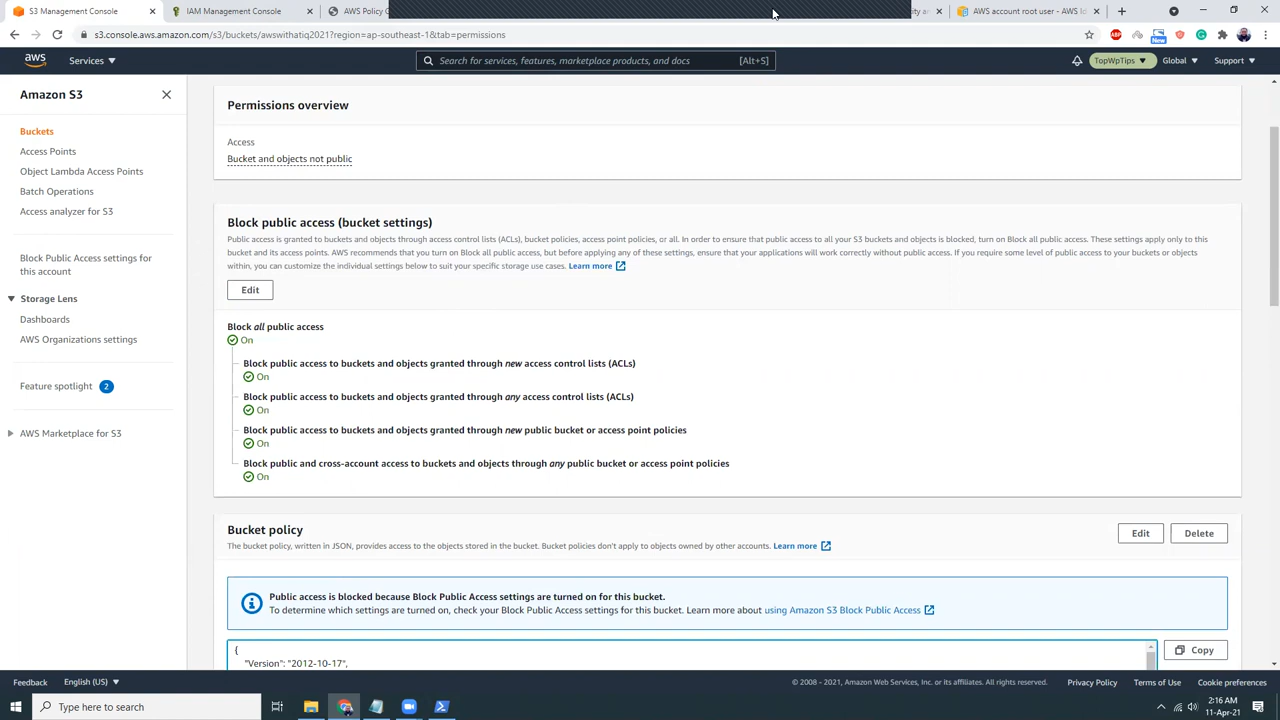 S3 Management Console
IAM Management Console
AWS Policy G
AWS account root user - AWS Id
s3.console.aws.amazon.com/s3/buckets/awswithatiq2021?region=ap-southeast-1&tab=permissions
New
aws
Services
Search for services, features, marketplace products, and docs
[Alt+S]
TopWpTips
Global
Support
Amazon S3
Buckets
Access Points
Object Lambda Access Points
Batch Operations
Access analyzer for S3
Block Public Access settings for
this account
Storage Lens
Dashboards
AWS Organizations settings
Feature spotlight 2
AWS Marketplace for S3
Permissions overview
Access
Bucket and objects not public
Block public access (bucket settings)
Public access is granted to buckets and objects through access control lists (ACLs), bucket policies, access point policies, or all. In order to ensure that public access to all your S3 buckets and objects is blocked, turn on Block all public access. These settings apply only to this
bucket and its access points. AWS recommends that you turn on Block all public access, but before applying any of these settings, ensure that your applications will work correctly without public access. If you require some level of public access to your buckets or objects
within, you can customize the individual settings below to suit your specific storage use cases. Learn more
Edit
Block all public access
On
Block public access to buckets and objects granted through new access control lists (ACLs)
On
Block public access to buckets and objects granted through any access control lists (ACLs)
On
Block public access to buckets and objects granted through new public bucket or access point policies
On
Block public and cross-account access to buckets and objects through any public bucket or access point policies
On
Bucket policy
Edit
Delete
The bucket policy, written in JSON, provides access to the objects stored in the bucket. Bucket policies don't apply to objects owned by other accounts. Learn more
Public access is blocked because Block Public Access settings are turned on for this bucket.
To determine which settings are turned on, check your Block Public Access settings for this bucket. Learn more about using Amazon S3 Block Public Access
{
"Version": "2012-10-17",
Copy
Feedback
English (US)
© 2008 - 2021, Amazon Web Services, Inc. or its affiliates. All rights reserved.
Privacy Policy
Terms of Use
Cookie preferences
Type here to search
2:16 AM
11-Apr-21